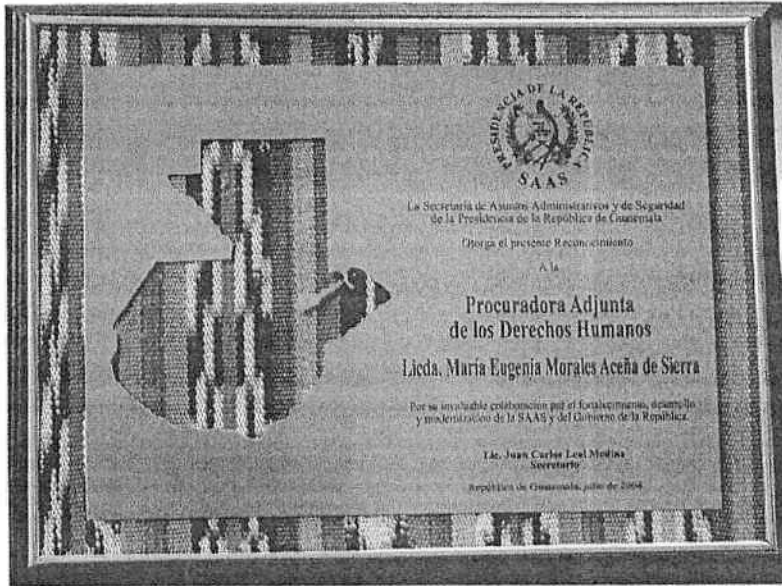 PRESIDENCIA DE LA REPUBLICA
SAAS
La Secretaría de Asuntos Administrativos y de Seguridad
de la Presidencia de la República de Guatemala
Otorga el presente Reconocimiento
A la
Procuradora Adjunta
de los Derechos Humanos
Licda. María Eugenia Morales Aceña de Sierra
Por su invaluable colaboración por el fortalecimiento, desarrollo
y modernización de la SAAS y del Gobierno de la República.
Lic. Juan Carlos Leal Medina
Secretario
República de Guatemala, julio de 2004